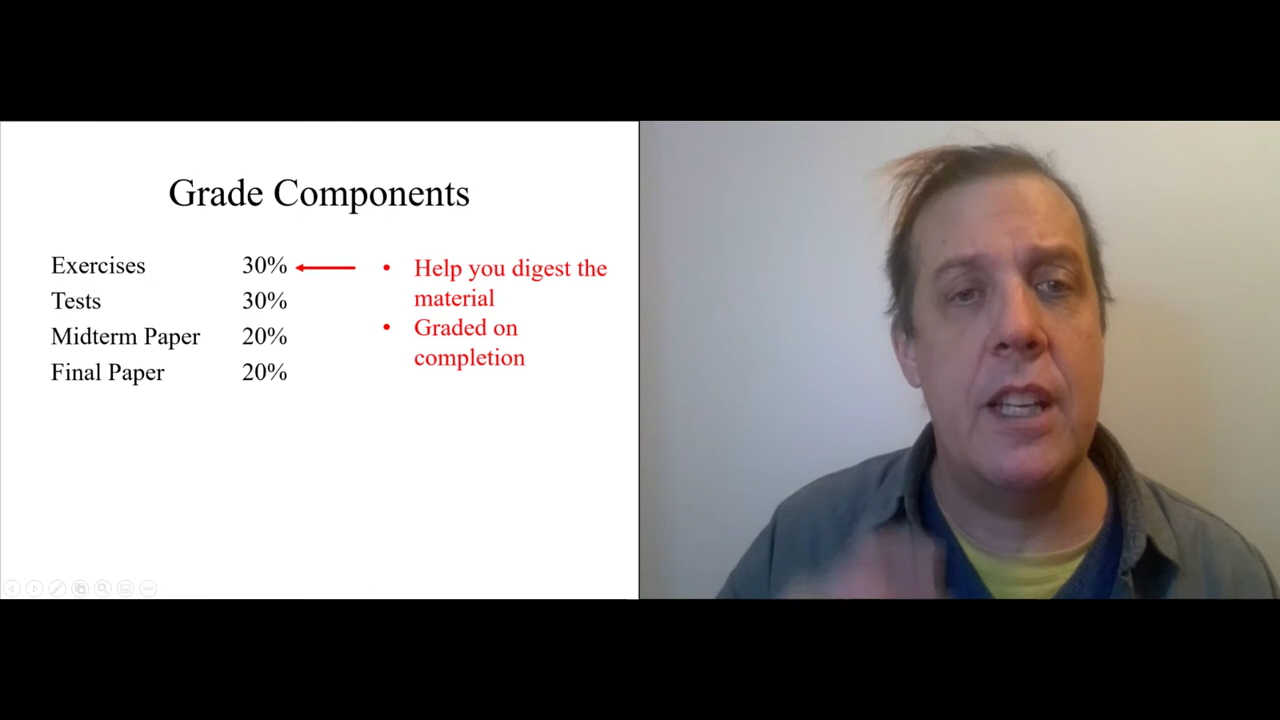 Grade Components
Exercises 30%
Tests 30%
Midterm Paper 20%
Final Paper 20%
• Help you digest the
material
• Graded on
completion